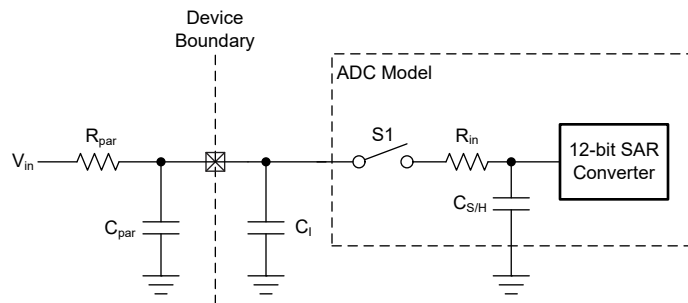 Device
Boundary
ADC Model
R_par
S1
R_in
V_in
12-bit SAR
Converter
C_par
C_I
C_S/H